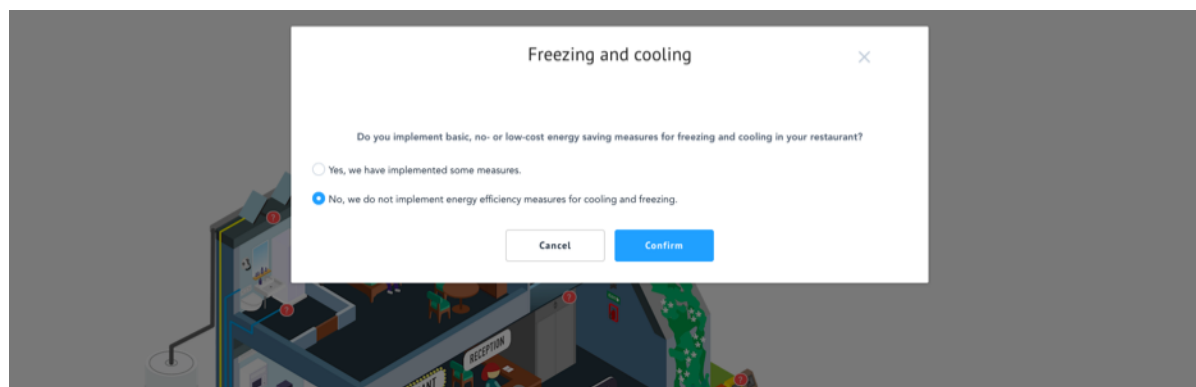 Freezing and cooling
Do you implement basic, no- or low-cost energy saving measures for freezing and cooling in your restaurant?
Yes, we have implemented some measures.
No, we do not implement energy efficiency measures for cooling and freezing.
Cancel
Confirm
?
?
?
RECEPTION
?